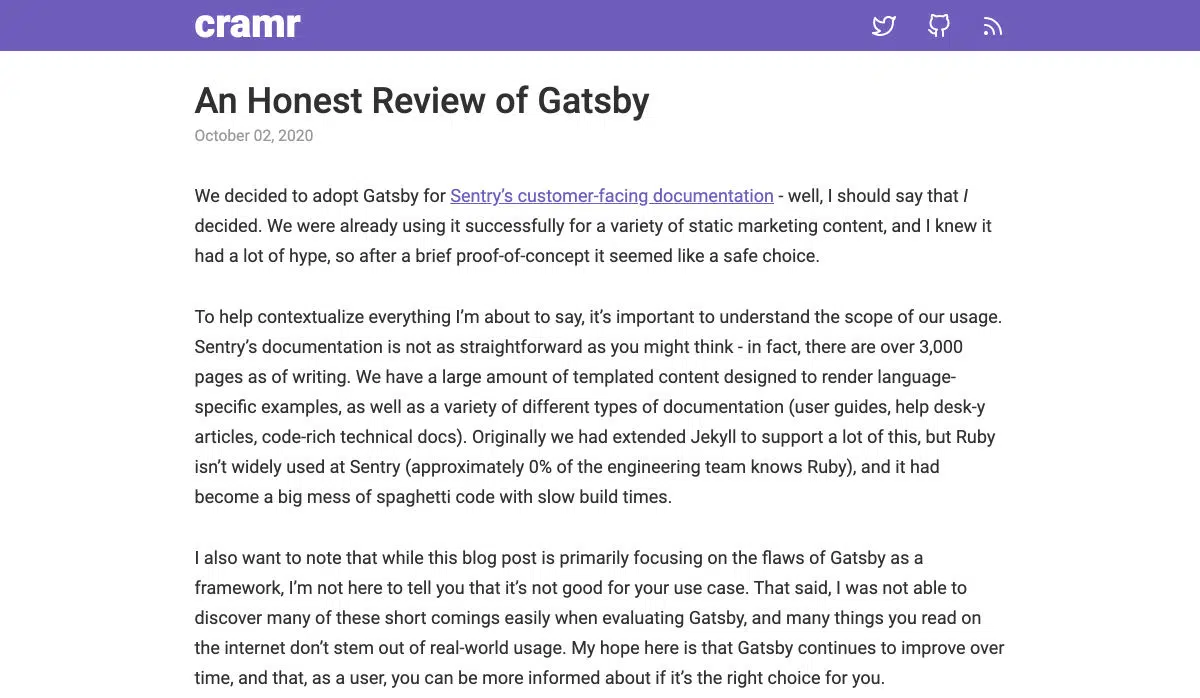 cramr
An Honest Review of Gatsby
October 02, 2020
We decided to adopt Gatsby for Sentry’s customer-facing documentation - well, I should say that I
decided. We were already using it successfully for a variety of static marketing content, and I knew it
had a lot of hype, so after a brief proof-of-concept it seemed like a safe choice.
To help contextualize everything I’m about to say, it’s important to understand the scope of our usage.
Sentry’s documentation is not as straightforward as you might think - in fact, there are over 3,000
pages as of writing. We have a large amount of templated content designed to render language-
specific examples, as well as a variety of different types of documentation (user guides, help desk-y
articles, code-rich technical docs). Originally we had extended Jekyll to support a lot of this, but Ruby
isn’t widely used at Sentry (approximately 0% of the engineering team knows Ruby), and it had
become a big mess of spaghetti code with slow build times.
I also want to note that while this blog post is primarily focusing on the flaws of Gatsby as a
framework, I’m not here to tell you that it’s not good for your use case. That said, I was not able to
discover many of these short comings easily when evaluating Gatsby, and many things you read on
the internet don’t stem out of real-world usage. My hope here is that Gatsby continues to improve over
time, and that, as a user, you can be more informed about if it’s the right choice for you.